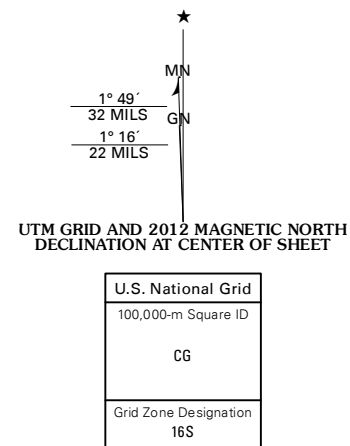 MN
1° 49´
32 MILS
GN
1° 16´
22 MILS
UTM GRID AND 2012 MAGNETIC NORTH
DECLINATION AT CENTER OF SHEET
U.S. National Grid
100,000-m Square ID
CG
Grid Zone Designation
16S